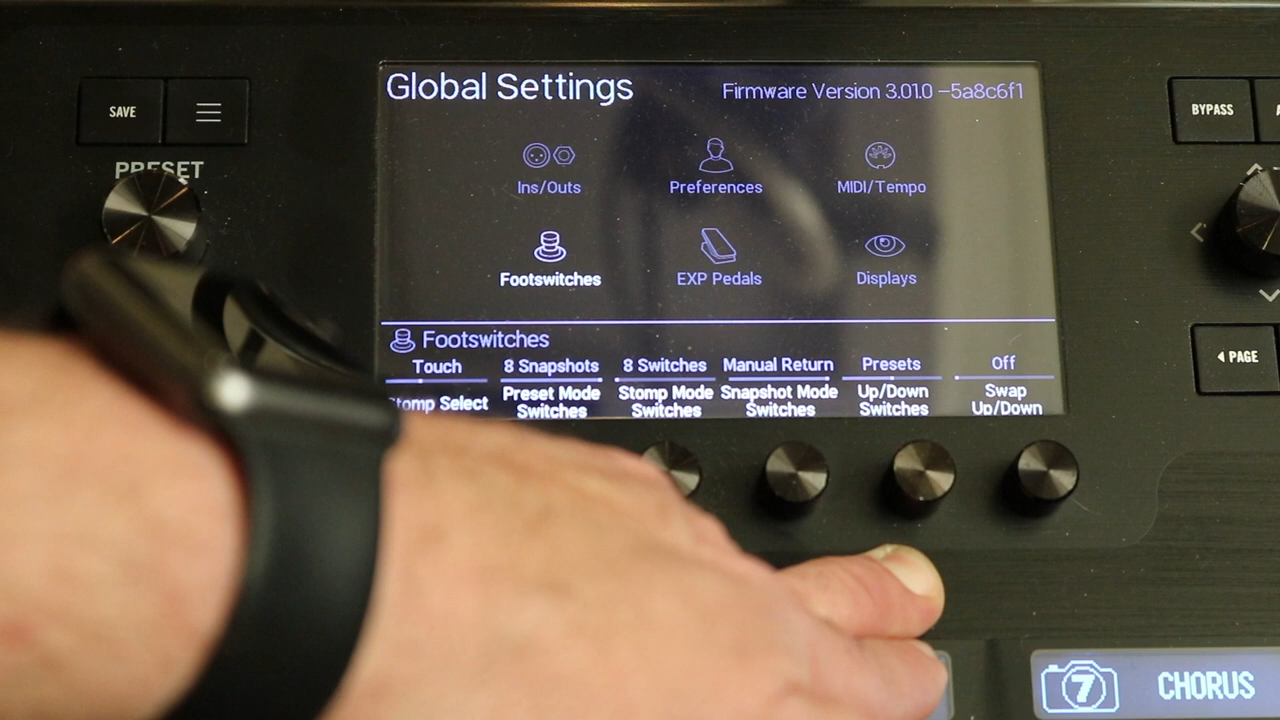 SAVE
PRESET
Global Settings
Firmware Version 3.01.0 –5a8c6f1
Ins/Outs
Preferences
MIDI/Tempo
Footswitches
EXP Pedals
Displays
Footswitches
Touch
8 Snapshots
8 Switches
Manual Return
Presets
Off
Select
Preset Mode
Switches
Stomp Mode
Switches
Snapshot Mode
Switches
Up/Down
Switches
Swap
Up/Down
BYPASS
PAGE
7
CHORUS